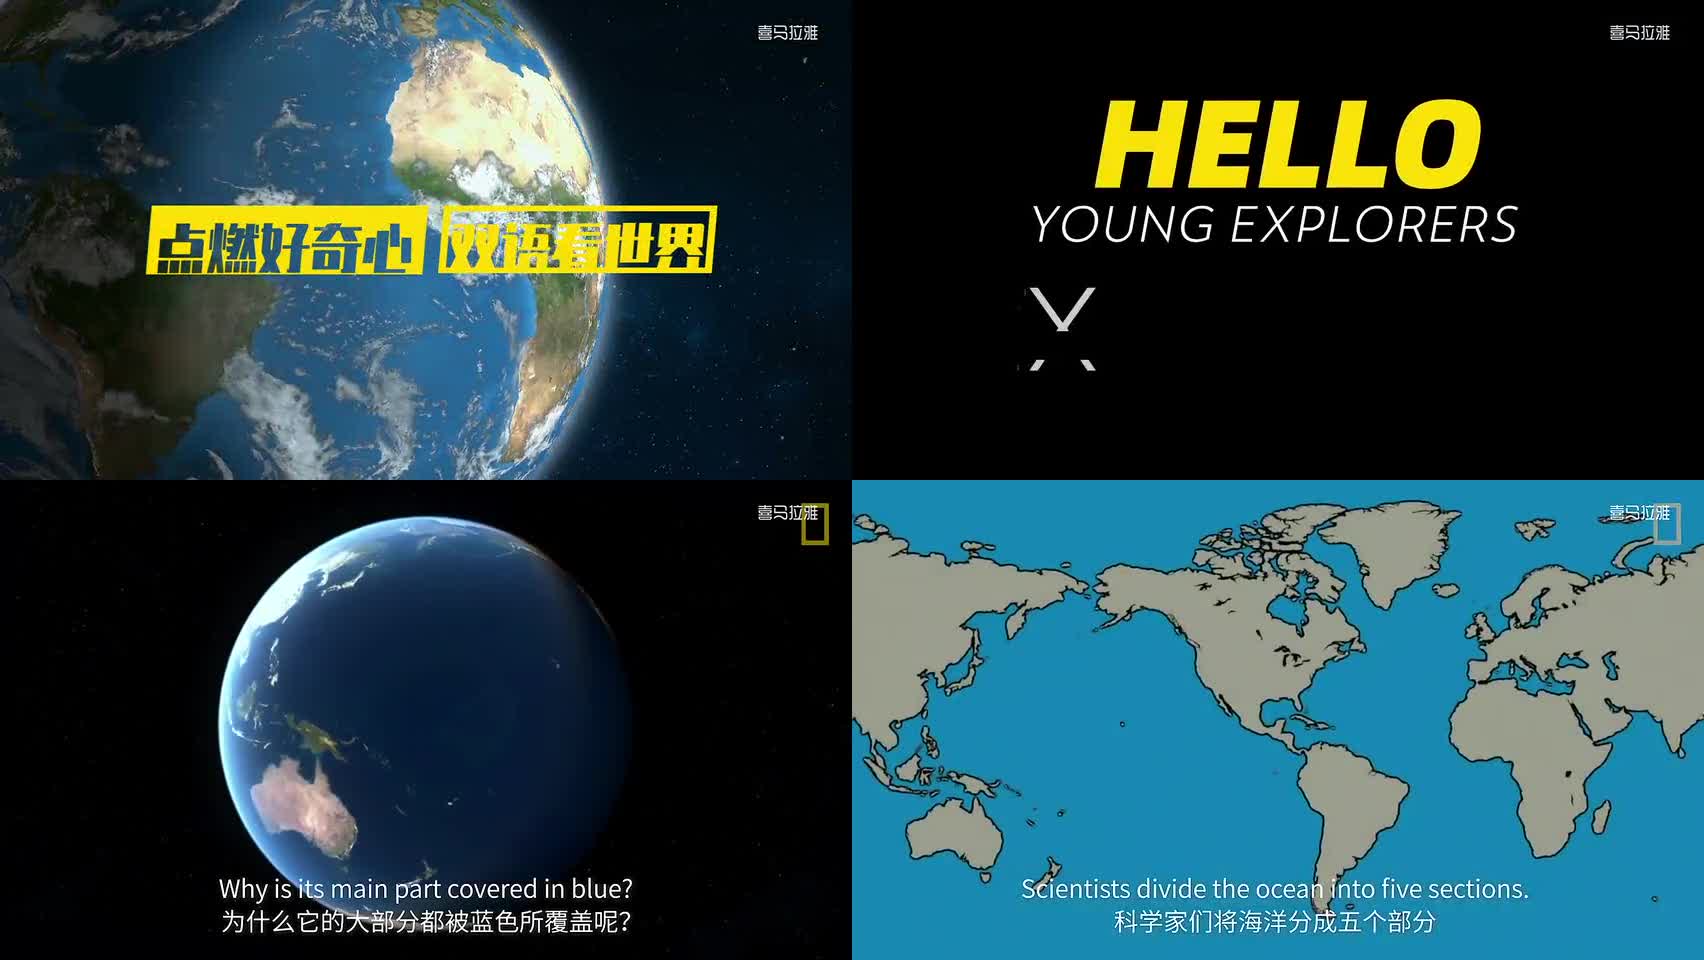 喜马拉雅
点燃好奇心 双语看世界
喜马拉雅
HELLO
YOUNG EXPLORERS
喜马拉雅
Why is its main part covered in blue?
为什么它的大部分都被蓝色所覆盖呢?
喜马拉雅
Scientists divide the ocean into five sections.
科学家们将海洋分成五个部分